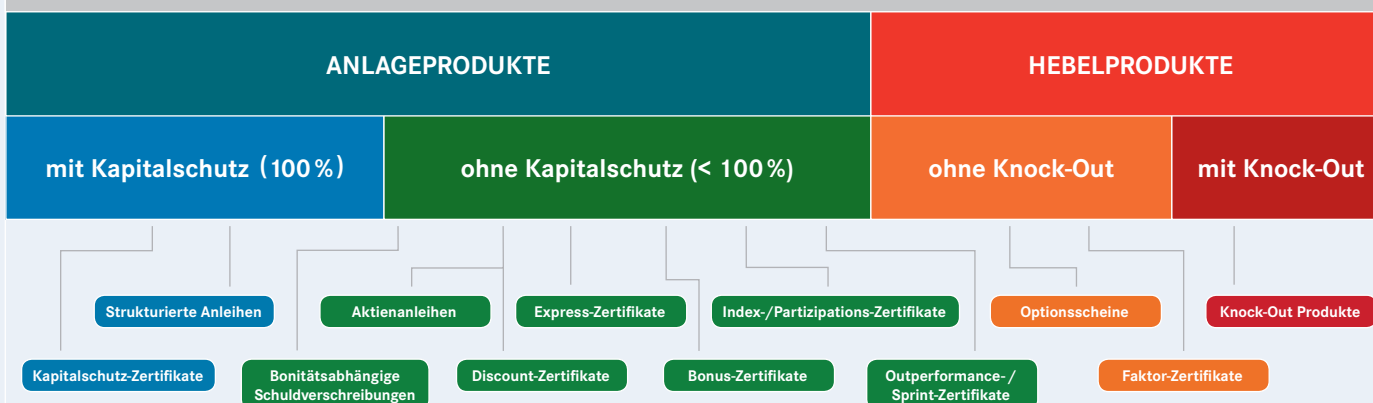 ANLAGEPRODUKTE
HEBELPRODUKTE
mit Kapitalschutz (100 %)
ohne Kapitalschutz (< 100 %)
ohne Knock-Out
mit Knock-Out
Strukturierte Anleihen
Aktienanleihen
Express-Zertifikate
Index-/Partizipations-Zertifikate
Optionsscheine
Knock-Out Produkte
Kapitalschutz-Zertifikate
Bonitätsabhängige
Schuldverschreibungen
Discount-Zertifikate
Bonus-Zertifikate
Outperformance-/
Sprint-Zertifikate
Faktor-Zertifikate